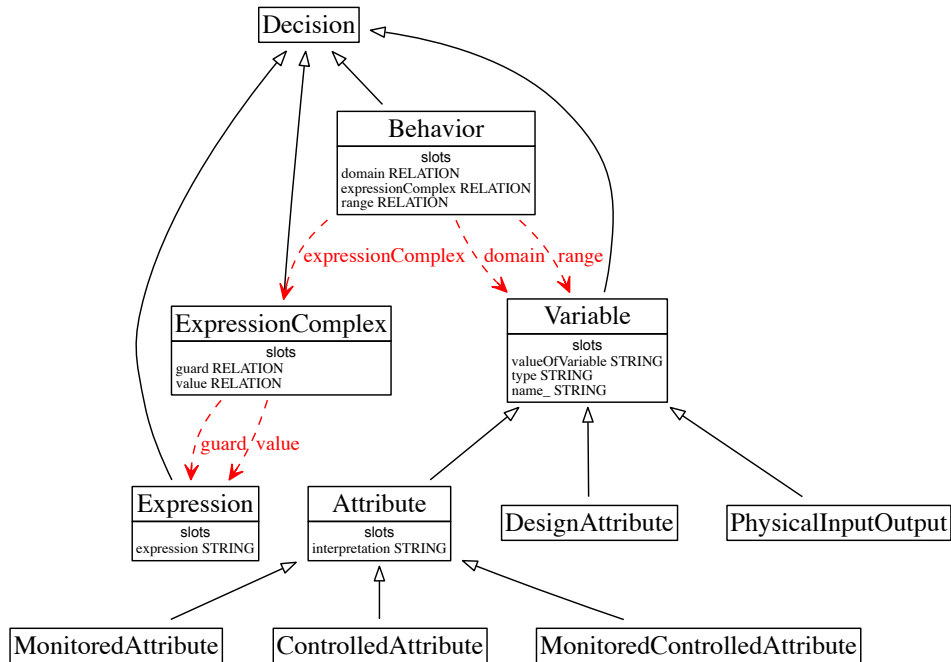 Decision
Behavior
slots
domain RELATION
expressionComplex RELATION
range RELATION
expressionComplex domain range
ExpressionComplex
slots
guard RELATION
value RELATION
Variable
slots
valueOfVariable STRING
type STRING
name_ STRING
guard value
Expression
slots
expression STRING
Attribute
slots
interpretation STRING
DesignAttribute
PhysicalInputOutput
MonitoredAttribute
ControlledAttribute
MonitoredControlledAttribute